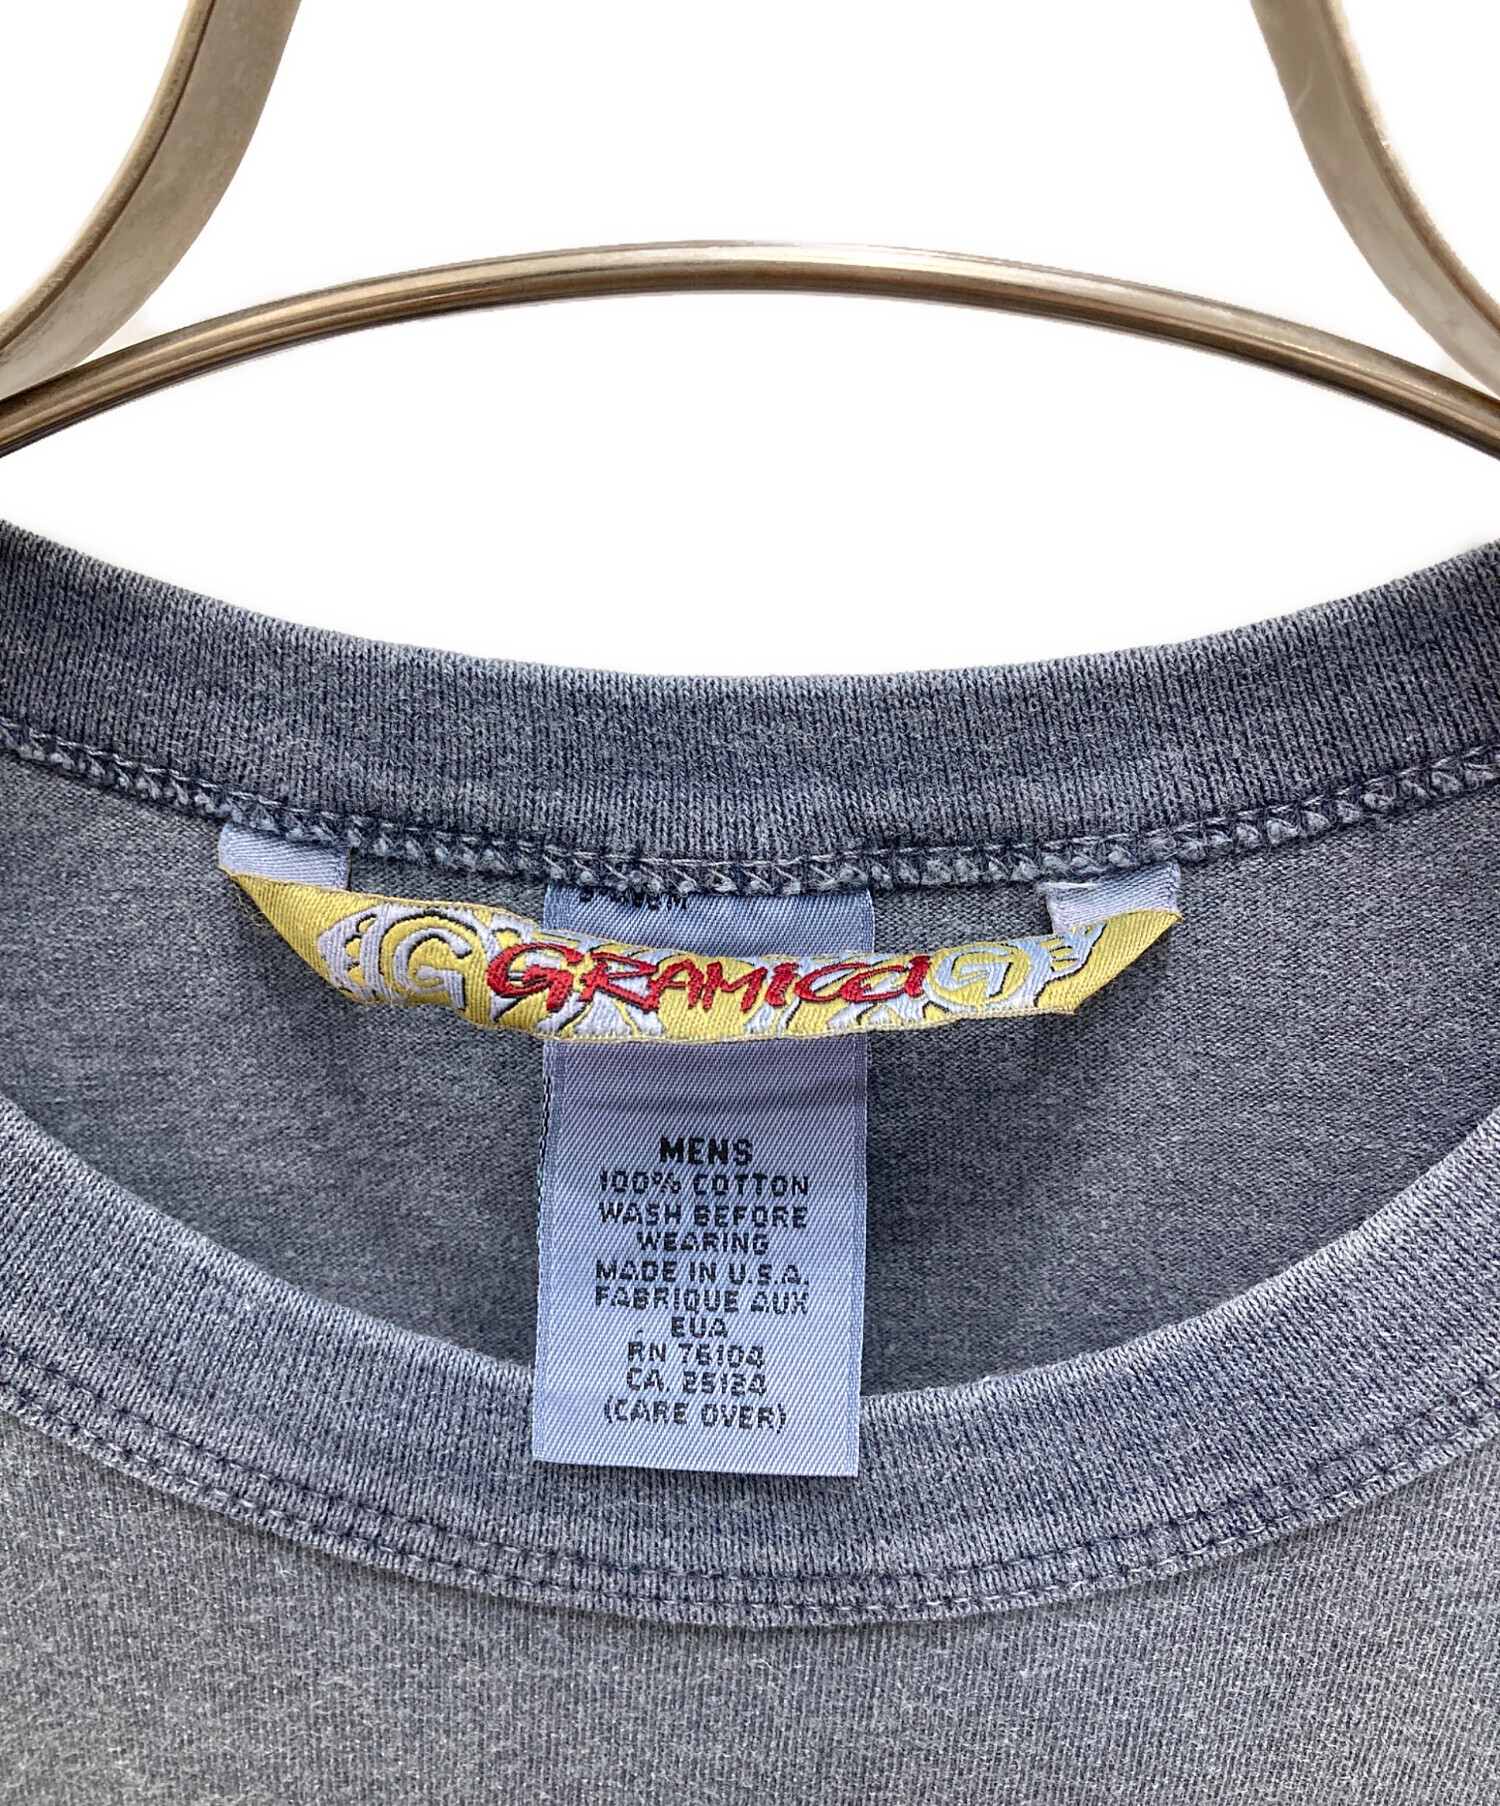 G GRAMICCI G
MENS
100% COTTON
WASH BEFORE
WEARING
MADE IN U.S.A.
FABRIQUE AUX
EUA
RN 76104
CA. 25124
(CARE OVER)